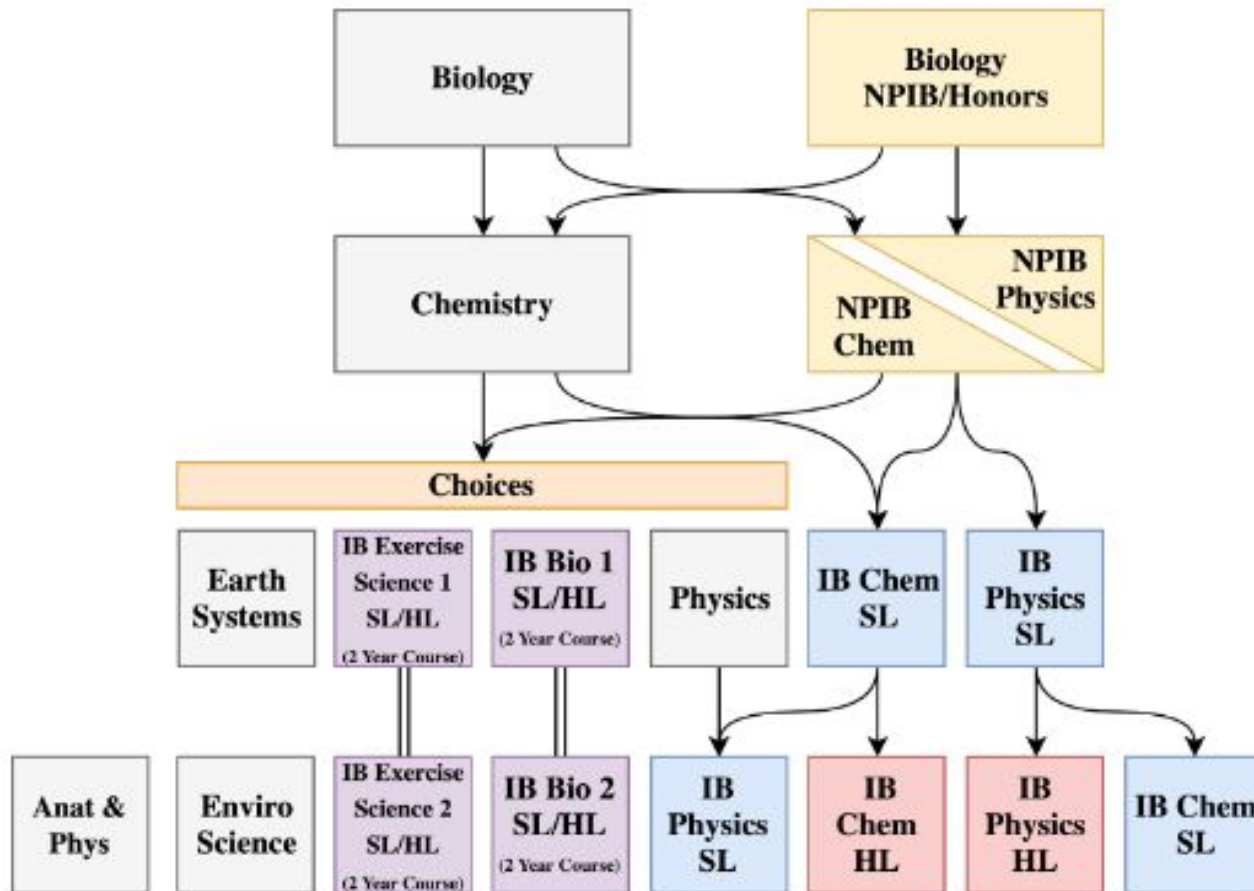 Biology
Biology
NPIB/Honors
Chemistry
NPIB
Chem
NPIB
Physics
Choices
Earth
Systems
IB Exercise
Science 1
SL/HL
(2 Year Course)
IB Bio 1
SL/HL
(2 Year Course)
Physics
IB Chem
SL
IB
Physics
SL
Anat &
Phys
Enviro
Science
IB Exercise
Science 2
SL/HL
(2 Year Course)
IB Bio 2
SL/HL
(2 Year Course)
IB
Physics
SL
IB
Chem
HL
IB
Physics
HL
IB Chem
SL